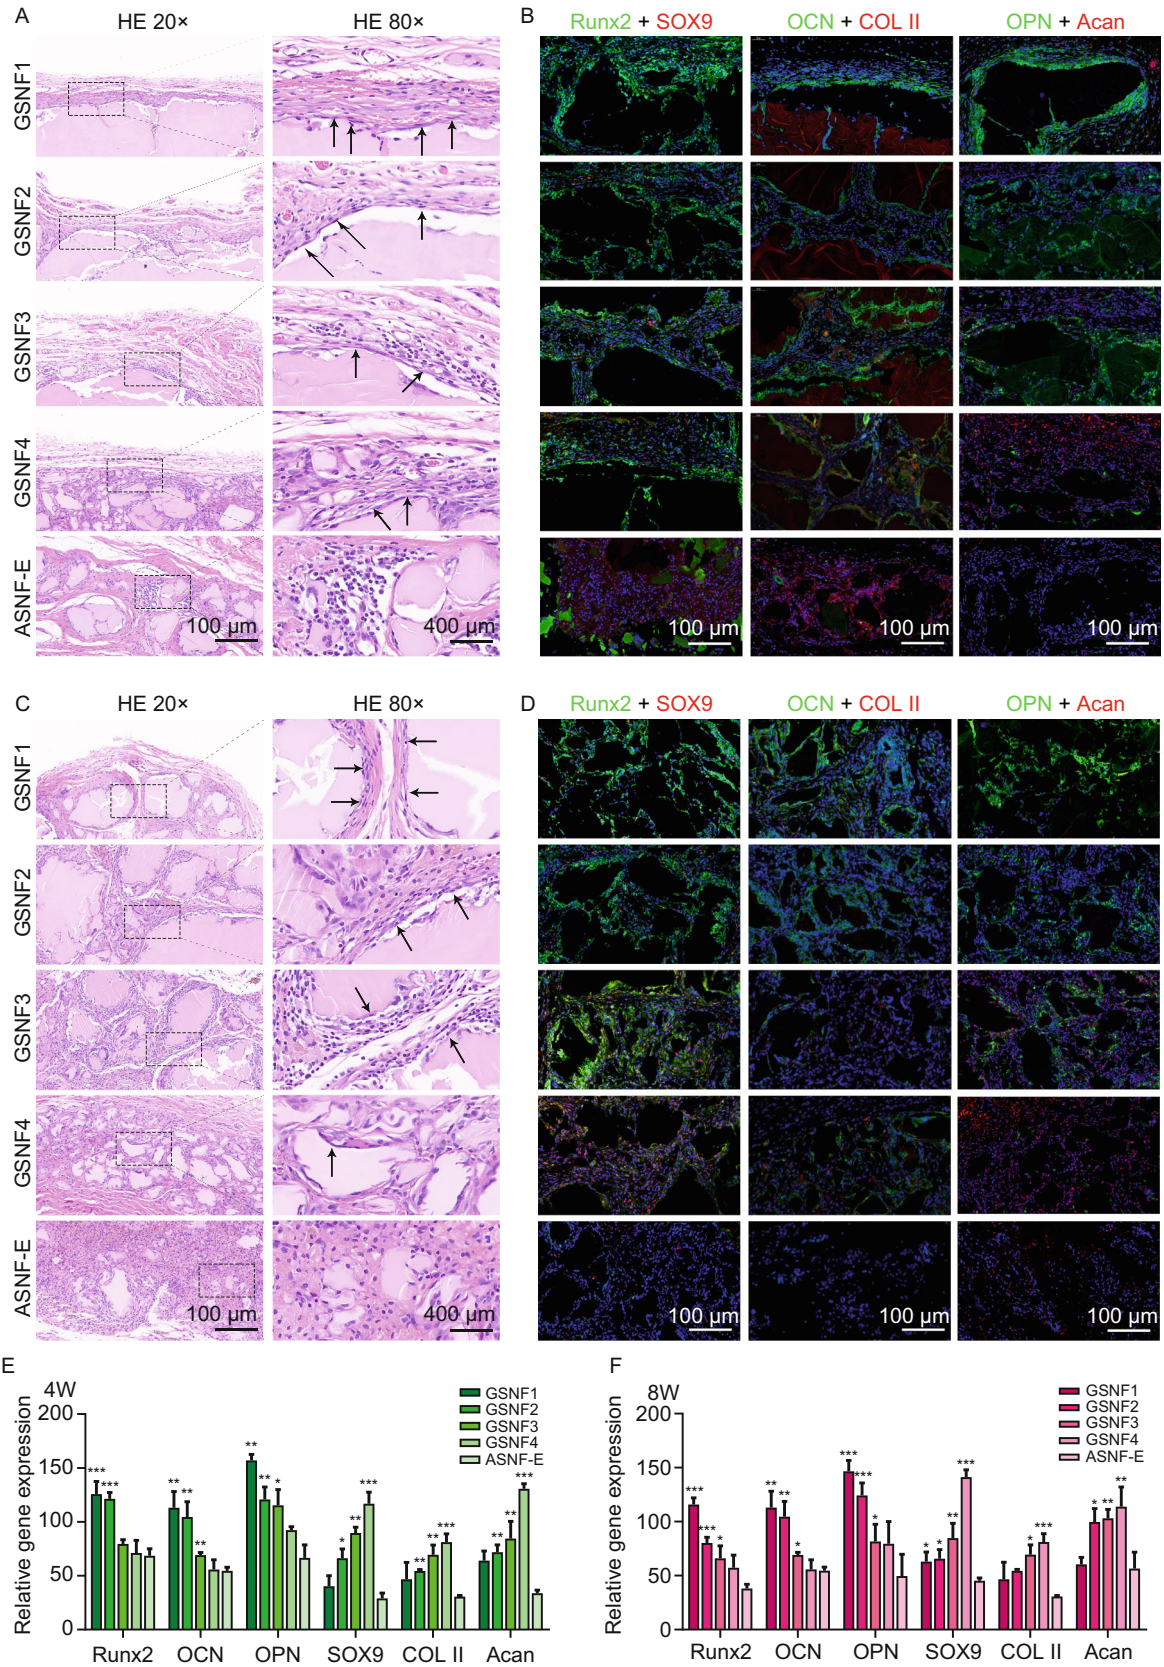 A
HE 20×
HE 80×
GSNF1
GSNF2
GSNF3
GSNF4
ASNF-E
100 µm
400 µm
B
Runx2 + SOX9
OCN + COL II
OPN + Acan
100 µm
100 µm
100 µm
C
HE 20×
HE 80×
GSNF1
GSNF2
GSNF3
GSNF4
ASNF-E
100 µm
400 µm
D
Runx2 + SOX9
OCN + COL II
OPN + Acan
100 µm
100 µm
100 µm
E
4W
Relative gene expression
200
150
100
50
0
GSNF1
GSNF2
GSNF3
GSNF4
ASNF-E
*** ***
** ** **
** ** *
* ** ***
** ** ***
** ** ***
Runx2 OCN OPN SOX9 COL II Acan
F
8W
Relative gene expression
200
150
100
50
0
GSNF1
GSNF2
GSNF3
GSNF4
ASNF-E
*** *** *
** ** *
*** *** *
* * ** ***
* ***
* ** **
Runx2 OCN OPN SOX9 COL II Acan